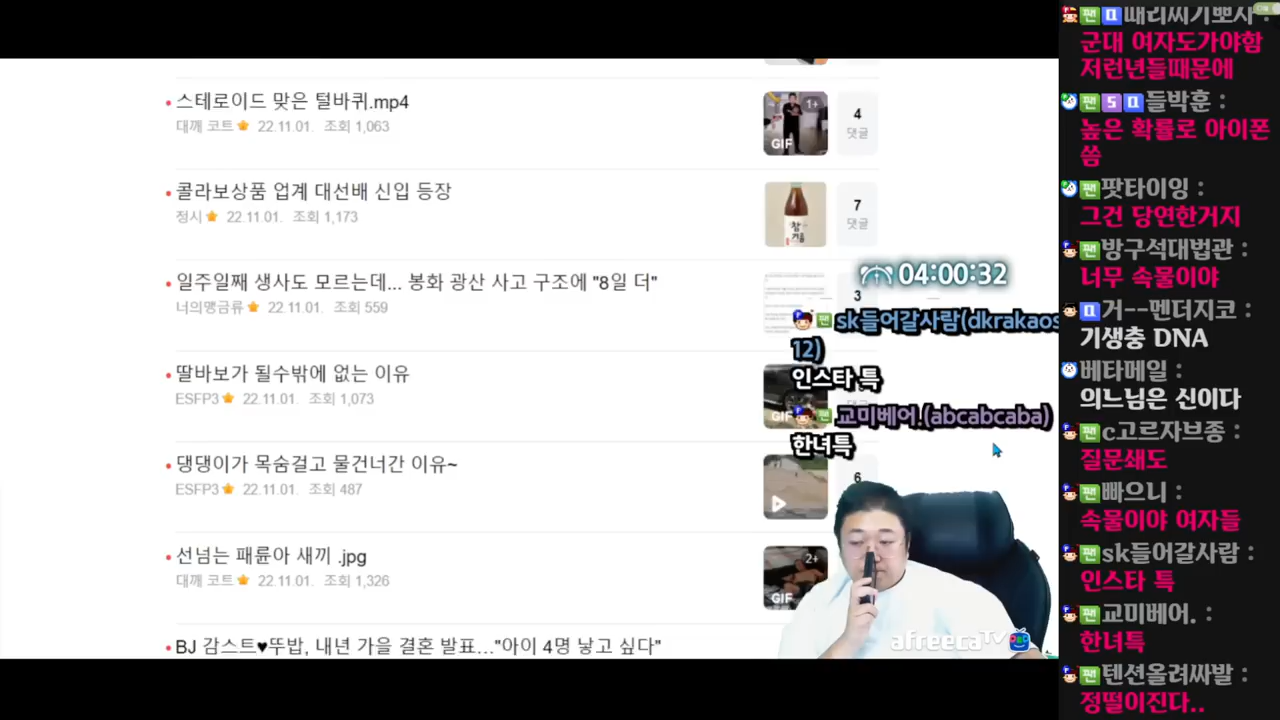 스테로이드 맞은 털바퀴.mp4
대깨 코트 22.11.01. 조회 1,063
1+
GIF
4
댓글
콜라보상품 업계 대선배 신입 등장
정시 22.11.01. 조회 1,173
7
댓글
일주일째 생사도 모르는데... 봉화 광산 사고 구조에 "8일 더"
너의맹금류 22.11.01. 조회 559
3
04:00:32
sk들어갈사람(dkrakaos
12)
인스타 특
딸바보가 될수밖에 없는 이유
ESFP3 22.11.01. 조회 1,073
GIF
교미베어.(abcabcaba)
한녀특
댕댕이가 목숨걸고 물건너간 이유~
ESFP3 22.11.01. 조회 487
6
선넘는 패륜아 새끼 .jpg
대깨 코트 22.11.01. 조회 1,326
2+
GIF
BJ 감스트♥뚜밥, 내년 가을 결혼 발표..."아이 4명 낳고 싶다"
afreecaTV
때리씨기뽀사 :
군대 여자도가야함
저런년들때문에
들박훈 :
높은 확률로 아이폰
씀
팟타이잉 :
그건 당연한거지
방구석대법관 :
너무 속물이야
거--멘더지코 :
기생충 DNA
베타메일 :
의느님은 신이다
c고르자브종 :
질문쇄도
빠으니 :
속물이야 여자들
sk들어갈사람 :
인스타 특
교미베어. :
한녀특
텐션올려싸발 :
정떨이진다..